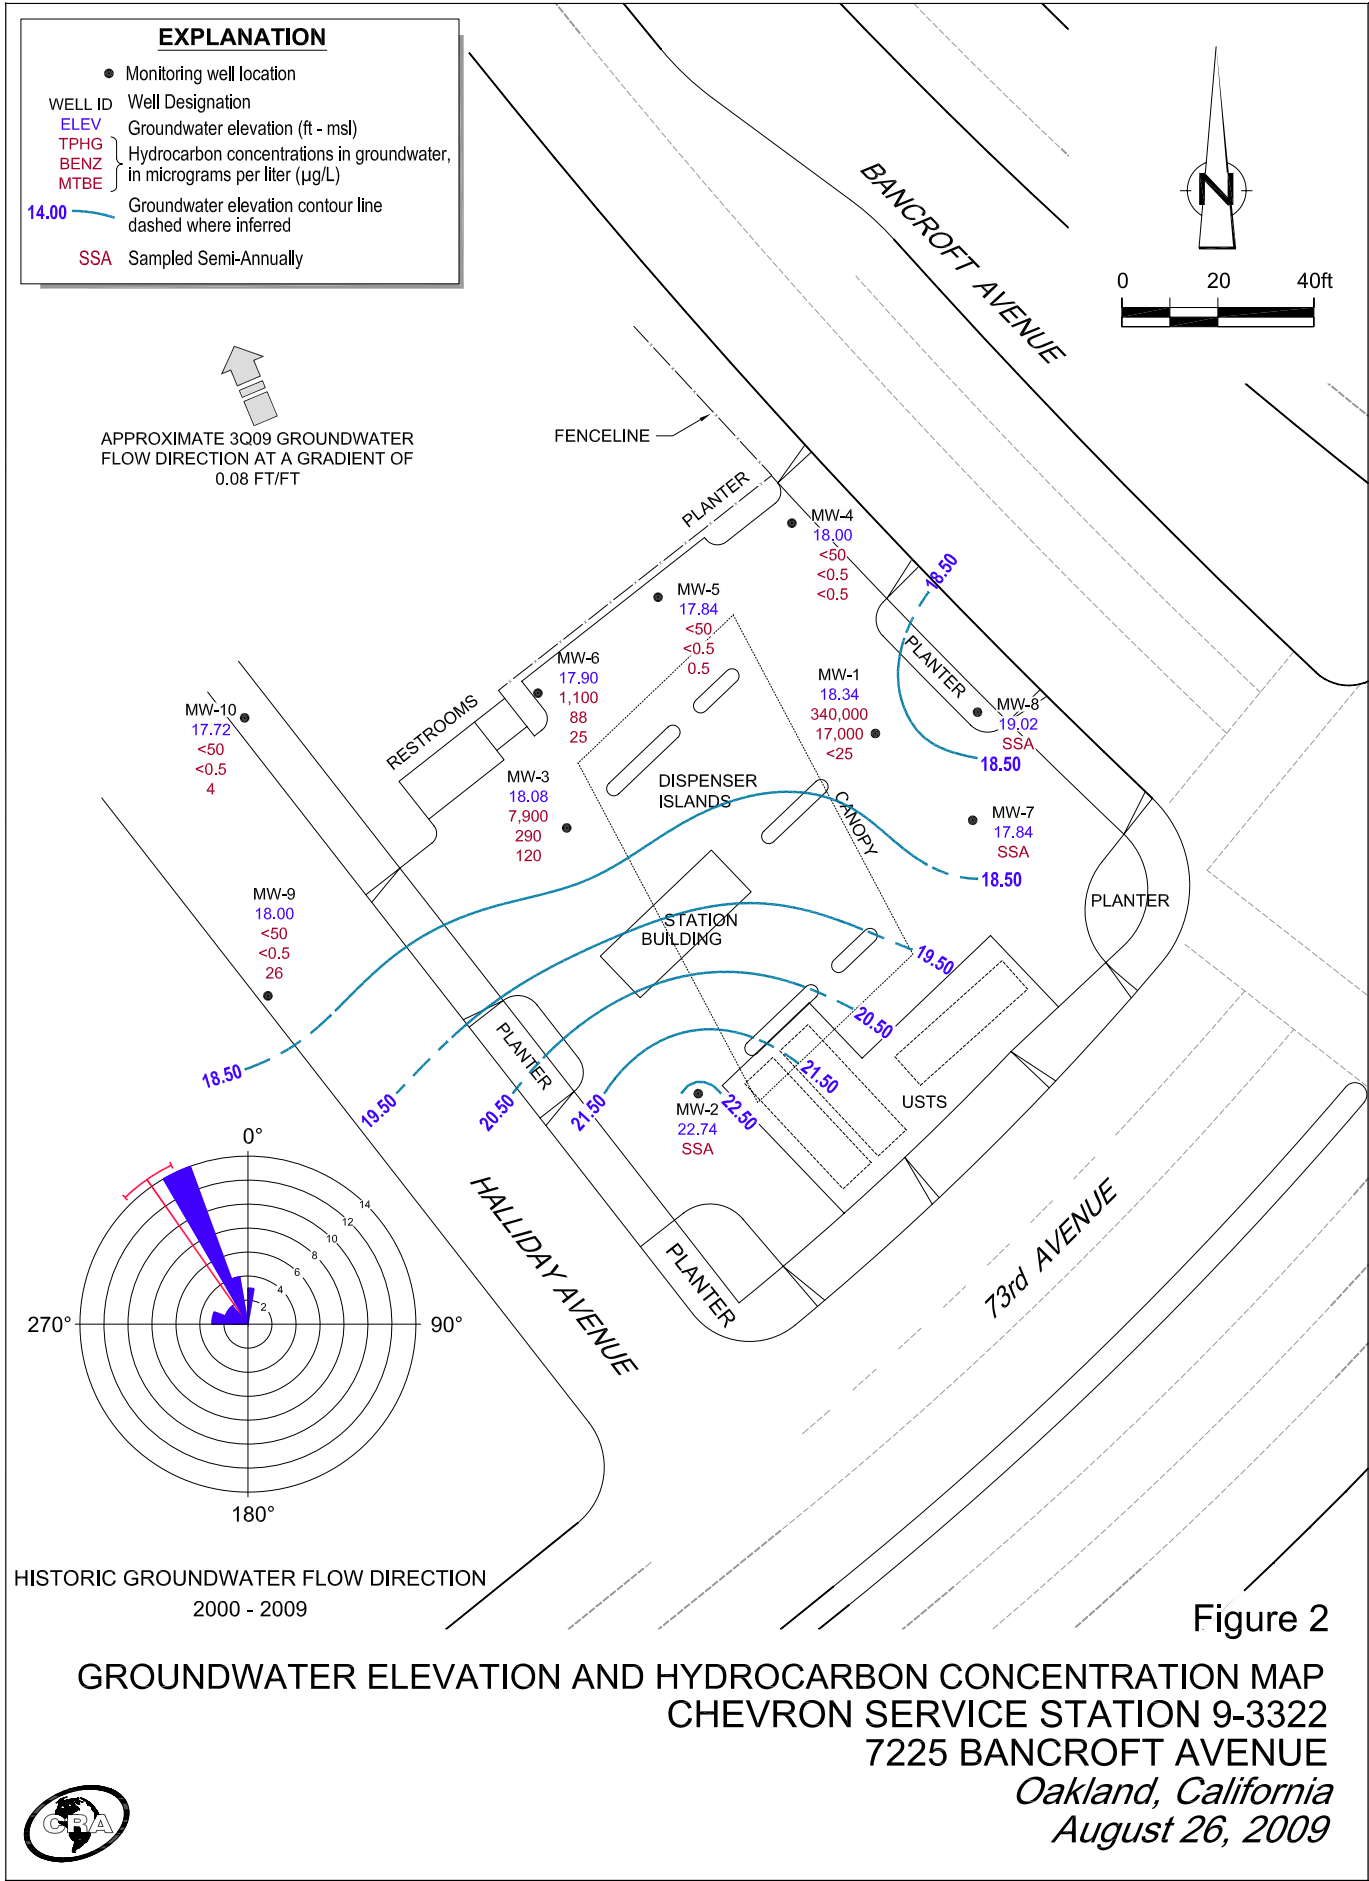 EXPLANATION
Monitoring well location
WELL ID Well Designation
ELEV Groundwater elevation (ft - msl)
TPHG
BENZ
MTBE
Hydrocarbon concentrations in groundwater,
in micrograms per liter (µg/L)
14.00 Groundwater elevation contour line
dashed where inferred
SSA Sampled Semi-Annually
N
0 20 40ft
BANCROFT AVENUE
APPROXIMATE 3Q09 GROUNDWATER
FLOW DIRECTION AT A GRADIENT OF
0.08 FT/FT
FENCELINE
PLANTER
MW-4
18.00
<50
<0.5
<0.5
18.50
MW-5
17.84
<50
<0.5
0.5
PLANTER
MW-6
17.90
1,100
88
25
MW-1
18.34
340,000
17,000
<25
MW-8
19.02
SSA
18.50
RESTROOMS
MW-10
17.72
<50
<0.5
4
MW-3
18.08
7,900
290
120
DISPENSER
ISLANDS
CANOPY
MW-7
17.84
SSA
18.50
PLANTER
MW-9
18.00
<50
<0.5
26
STATION
BUILDING
19.50
20.50
21.50
22.50
PLANTER
18.50
19.50
20.50
21.50
MW-2
22.74
SSA
USTS
HALLIDAY AVENUE
PLANTER
73rd AVENUE
0°
14
12
10
8
6
4
2
270°
90°
180°
HISTORIC GROUNDWATER FLOW DIRECTION
2000 - 2009
Figure 2
GROUNDWATER ELEVATION AND HYDROCARBON CONCENTRATION MAP
CHEVRON SERVICE STATION 9-3322
7225 BANCROFT AVENUE
Oakland, California
August 26, 2009
CRA